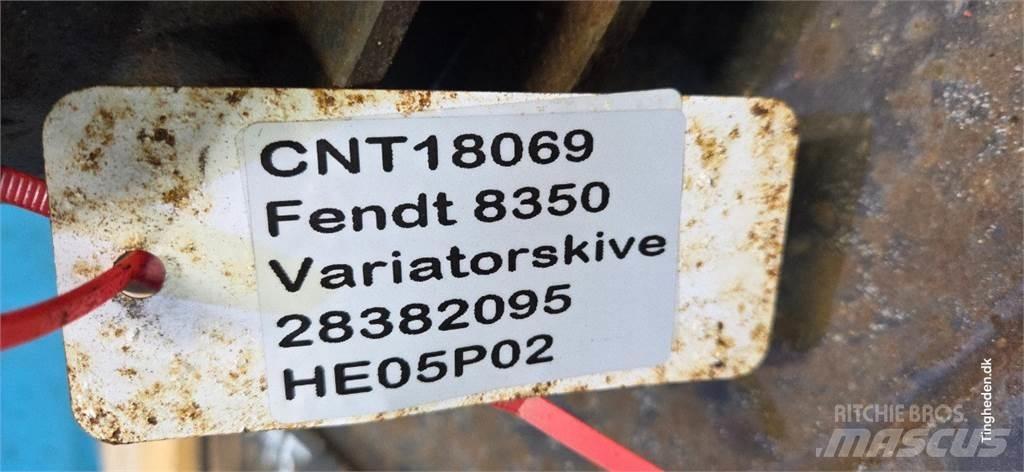 CNT18069
Fendt 8350
Variatorskive
28382095
HE05P02
Tingheden.dk
RITCHIE BROS.
MASCUS